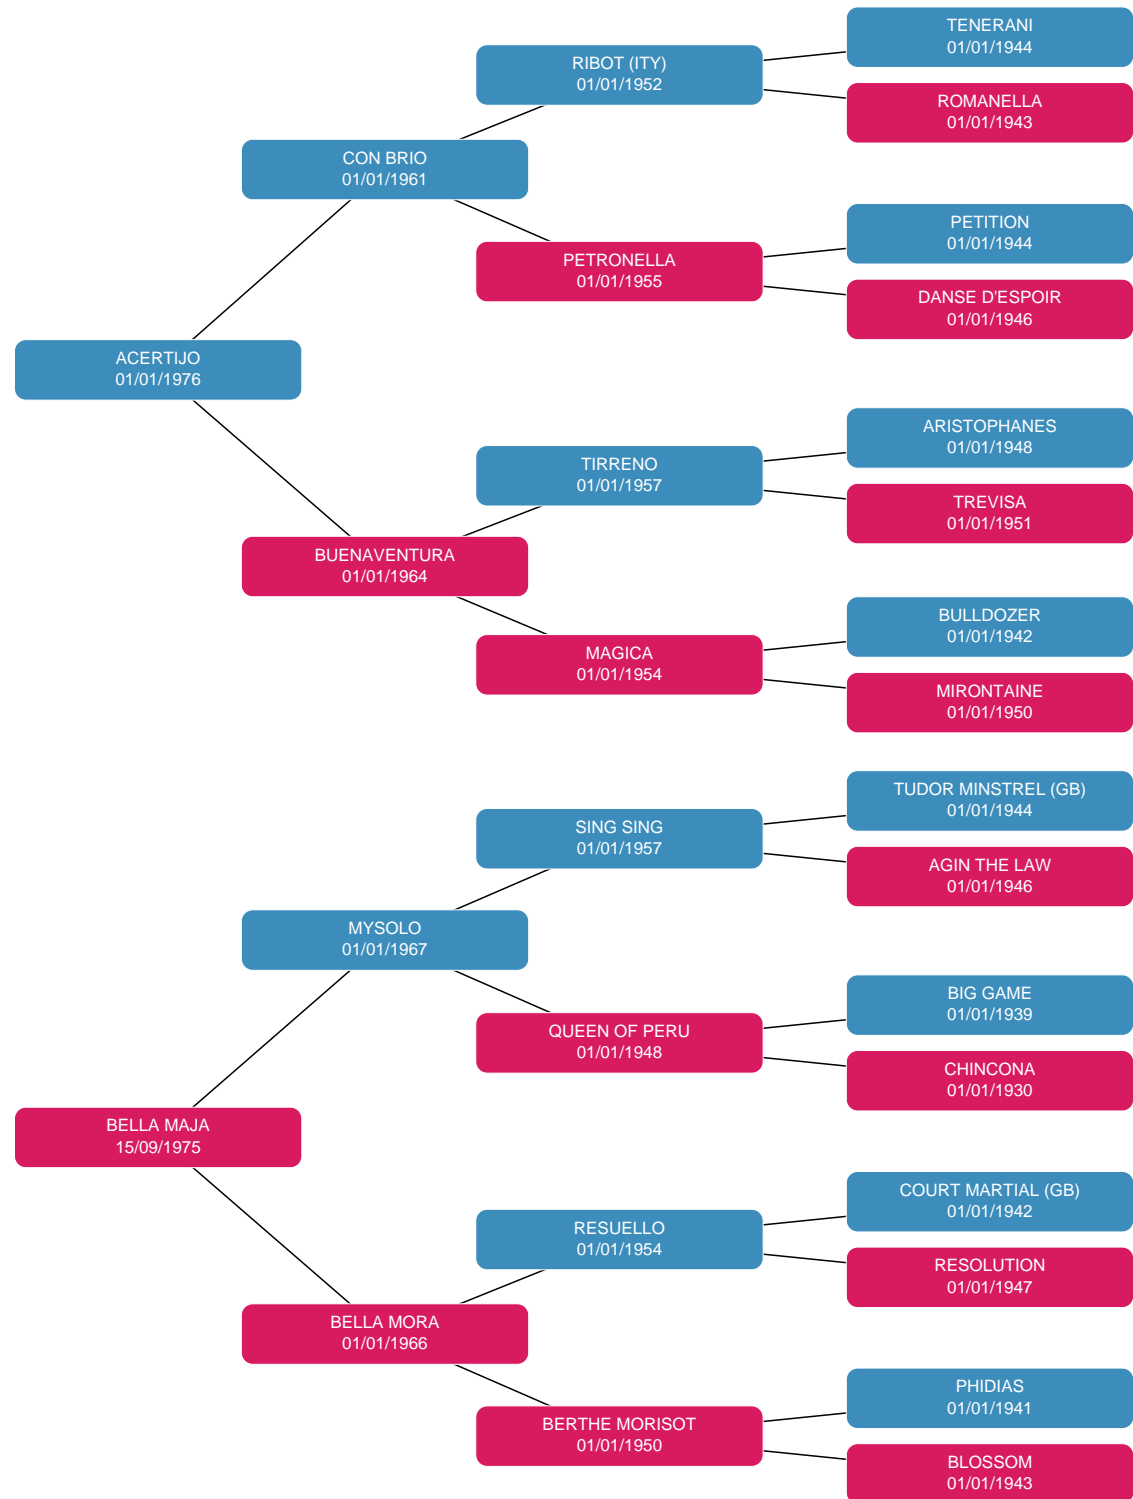 TENERANI
01/01/1944
RIBOT (ITY)
01/01/1952
ROMANELLA
01/01/1943
CON BRIO
01/01/1961
PETITION
01/01/1944
PETRONELLA
01/01/1955
DANSE D'ESPOIR
01/01/1946
ACERTIJO
01/01/1976
ARISTOPHANES
01/01/1948
TIRRENO
01/01/1957
TREVISA
01/01/1951
BUENAVENTURA
01/01/1964
BULLDOZER
01/01/1942
MAGICA
01/01/1954
MIRONTAINE
01/01/1950
TUDOR MINSTREL (GB)
01/01/1944
SING SING
01/01/1957
AGIN THE LAW
01/01/1946
MYSOLO
01/01/1967
BIG GAME
01/01/1939
QUEEN OF PERU
01/01/1948
CHINCONA
01/01/1930
BELLA MAJA
15/09/1975
COURT MARTIAL (GB)
01/01/1942
RESUELLO
01/01/1954
RESOLUTION
01/01/1947
BELLA MORA
01/01/1966
PHIDIAS
01/01/1941
BERTHE MORISOT
01/01/1950
BLOSSOM
01/01/1943